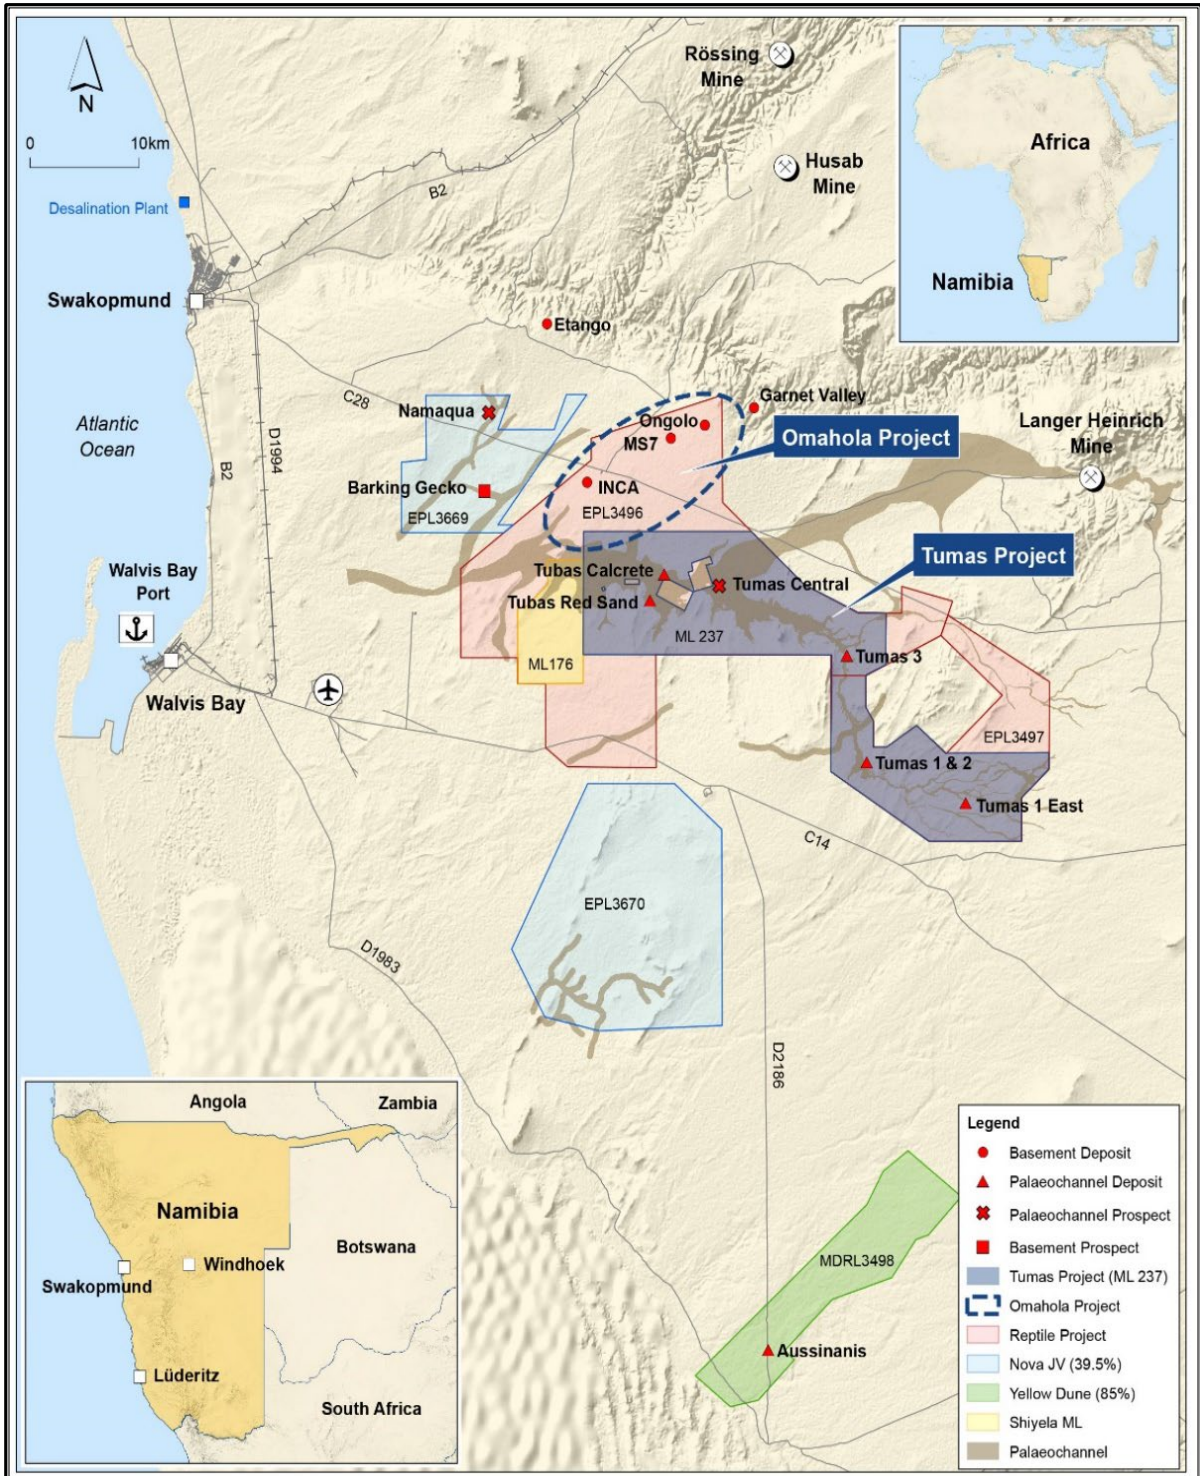 N
0
10km
Desalination Plant
Swakopmund
Atlantic
Ocean
Rössing
Mine
Husab
Mine
B2
Africa
Namibia
Etango
C28
D1994
B2
Namaqua
Barking Gecko
EPL3669
Ongolo
MS7
INCA
EPL3496
Garnet Valley
Omahola Project
Langer Heinrich
Mine
Tumas Project
Walvis Bay
Port
Walvis Bay
Tubas Calcrete
Tubas Red Sand
Tumas Central
ML 237
ML176
Tumas 3
EPL3497
Tumas 1 & 2
Tumas 1 East
C14
EPL3670
D1983
D2186
MDRL3498
Aussinanis
Angola
Zambia
Namibia
Windhoek
Botswana
Swakopmund
Lüderitz
South Africa
Legend
Basement Deposit
Palaeochannel Deposit
Palaeochannel Prospect
Basement Prospect
Tumas Project (ML 237)
Omahola Project
Reptile Project
Nova JV (39.5%)
Yellow Dune (85%)
Shiyela ML
Palaeochannel